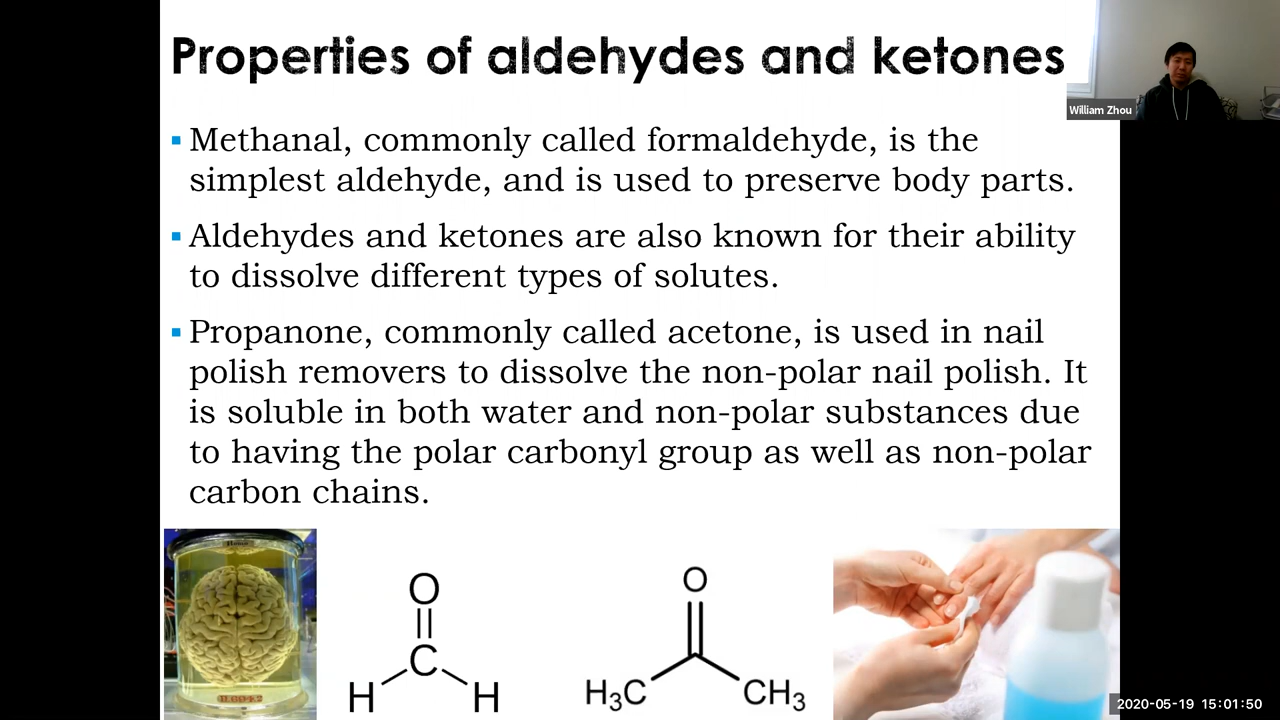 Properties of aldehydes and ketones
William Zhou
▪ Methanal, commonly called formaldehyde, is the
simplest aldehyde, and is used to preserve body parts.
▪ Aldehydes and ketones are also known for their ability
to dissolve different types of solutes.
▪ Propanone, commonly called acetone, is used in nail
polish removers to dissolve the non-polar nail polish. It
is soluble in both water and non-polar substances due
to having the polar carbonyl group as well as non-polar
carbon chains.
O
C
H H
O
H₃C CH₃
2020-05-19 15:01:50